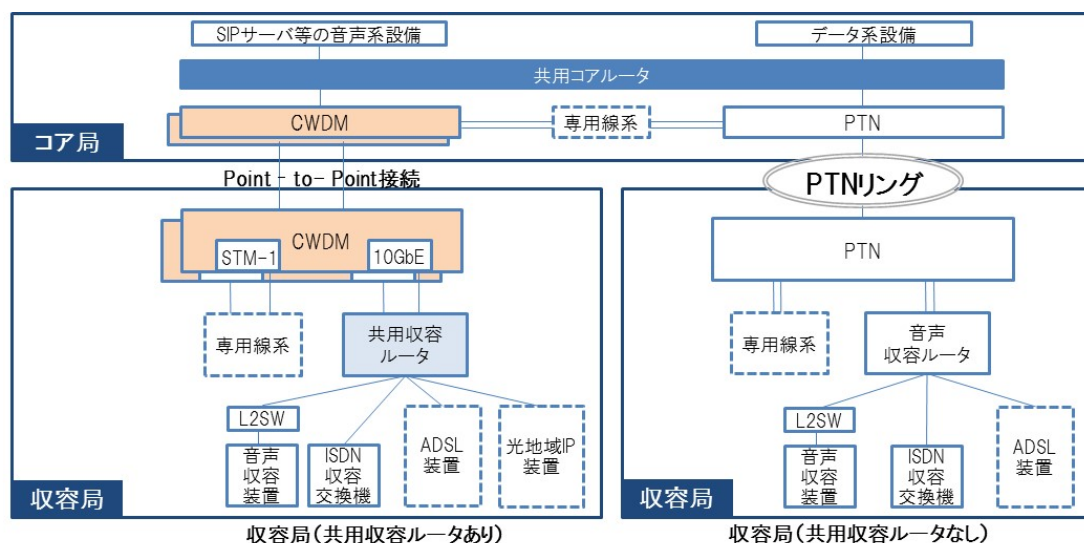 SIPサーバ等の音声系設備
データ系設備
共用コアルータ
CWDM
専用線系
PTN
コア局
Point - to- Point接続
PTNリング
CWDM
STM-1
10GbE
専用線系
共用収容
ルータ
L2SW
音声
収容
装置
ISDN
収容
交換機
ADSL
装置
光地域IP
装置
収容局
収容局(共用収容ルータあり)
PTN
専用線系
音声
収容ルータ
L2SW
音声
収容
装置
ISDN
収容
交換機
ADSL
装置
収容局
収容局(共用収容ルータなし)